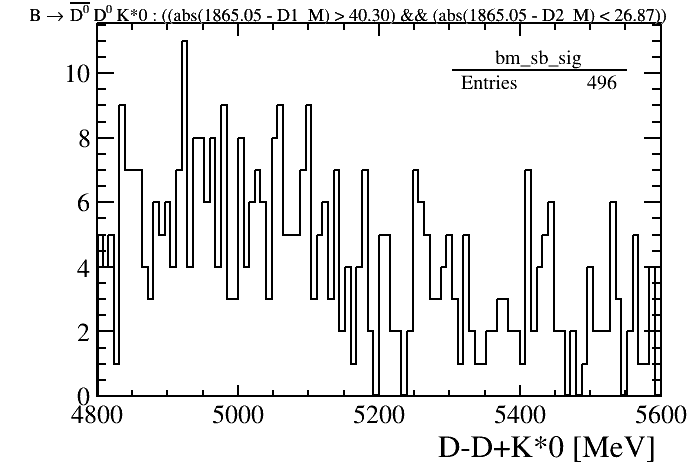 B → D⁰ D⁰ K*0 : ((abs(1865.05 - D1_M) > 40.30) && (abs(1865.05 - D2_M) < 26.87))
bm_sb_sig
Entries 496
10
8
6
4
2
0
4800 5000 5200 5400 5600
D-D+K*0 [MeV]